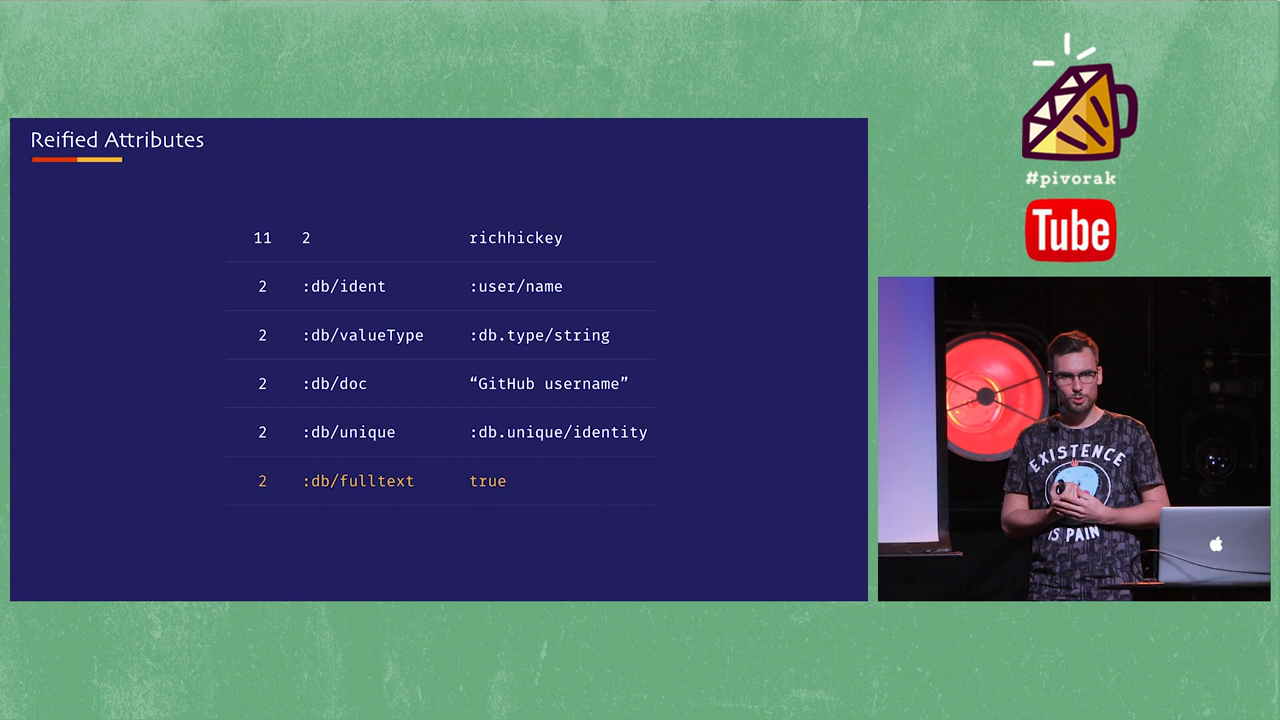 Reified Attributes
11 2 richhickey
2 :db/ident :user/name
2 :db/valueType :db.type/string
2 :db/doc “GitHub username”
2 :db/unique :db.unique/identity
2 :db/fulltext true
#pivorak
Tube
EXISTENCE
IS PAIN